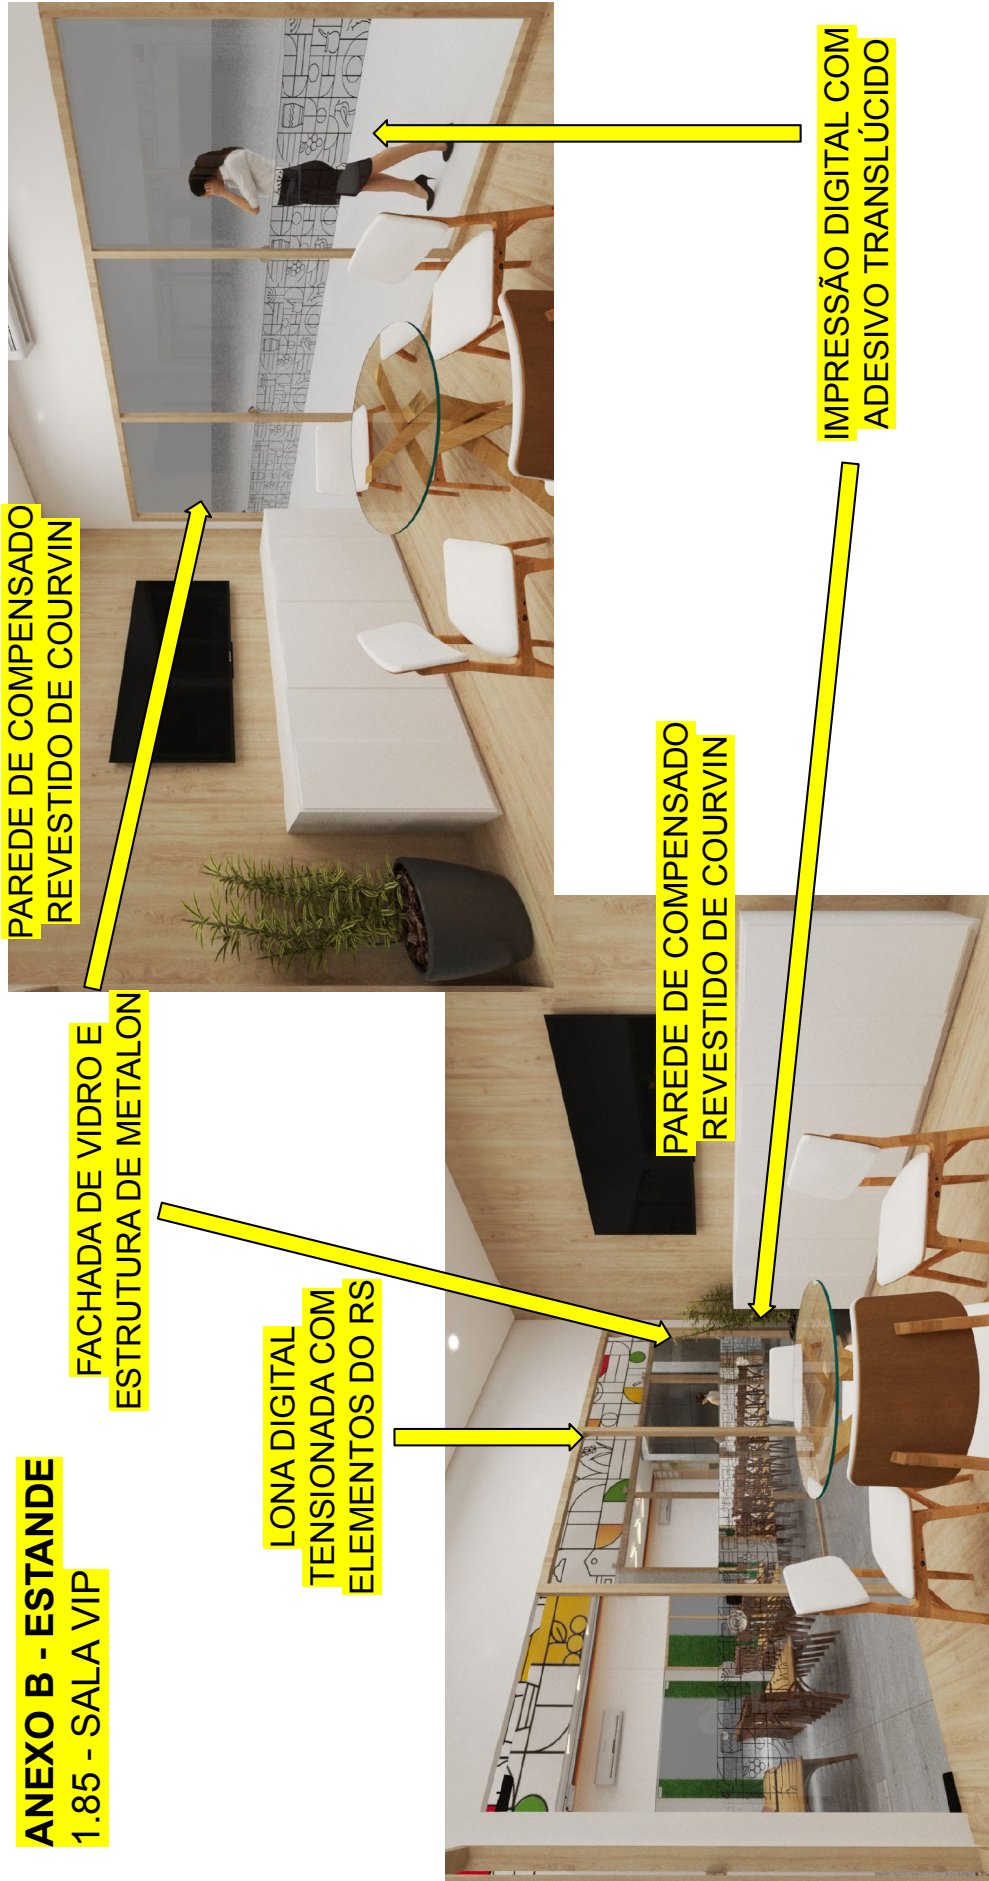 ANEXO B - ESTANDE
1.85 - SALA VIP
FACHADA DE VIDRO E
ESTRUTURA DE METALON
PAREDE DE COMPENSADO
REVESTIDO DE COURVIN
LONA DIGITAL
TENSIONADA COM
ELEMENTOS DO RS
PAREDE DE COMPENSADO
REVESTIDO DE COURVIN
IMPRESSÃO DIGITAL COM
ADESIVO TRANSLÚCIDO